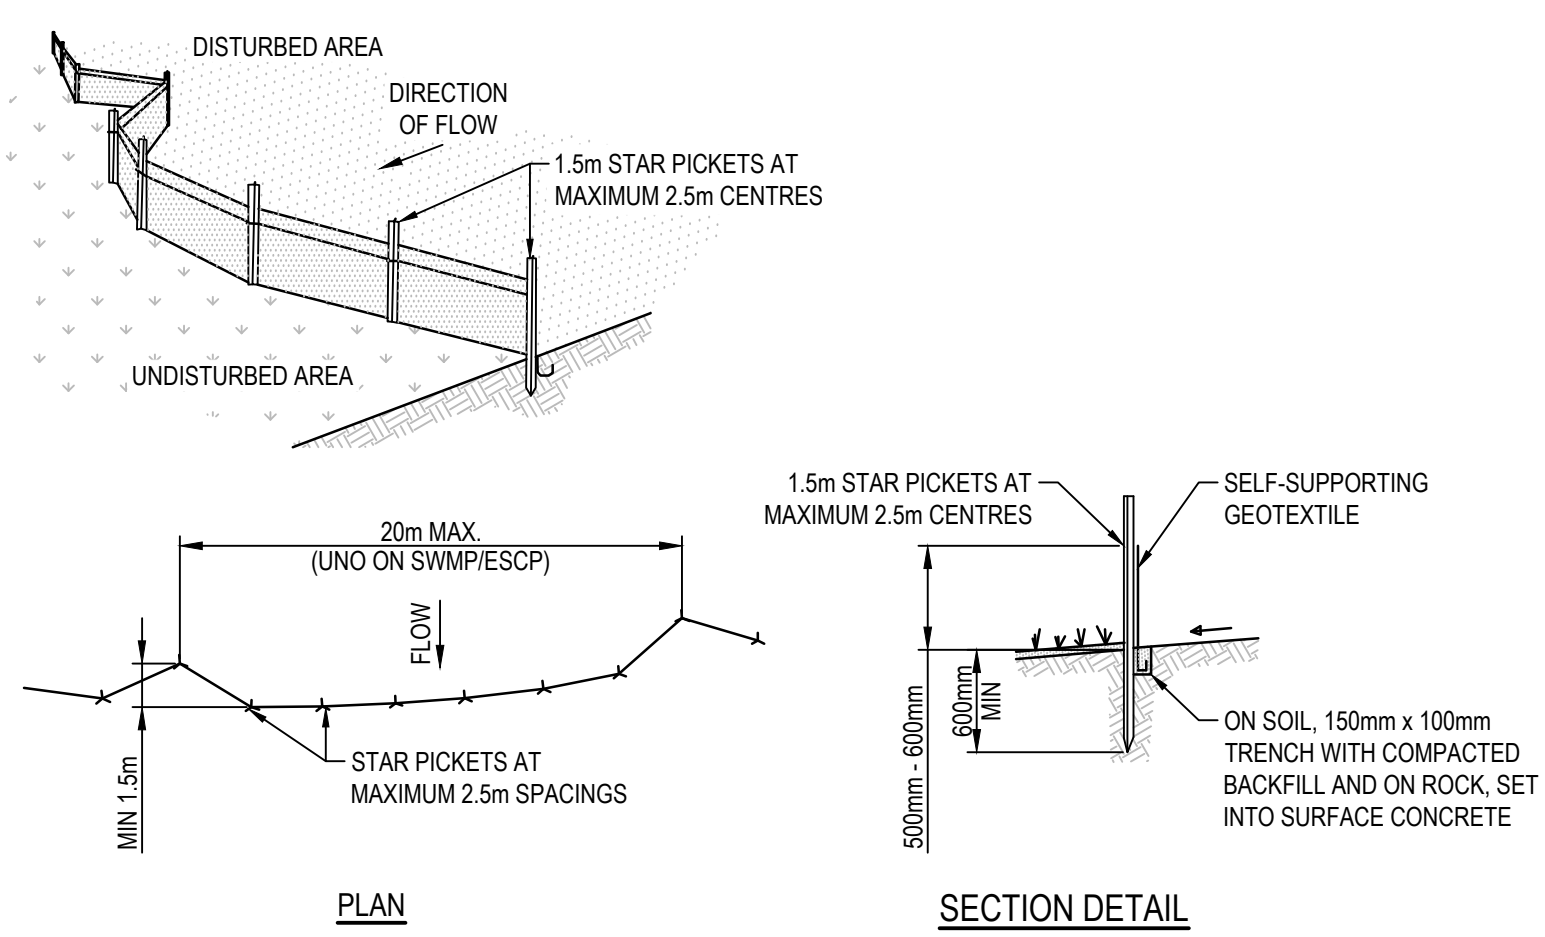 DISTURBED AREA
DIRECTION
OF FLOW
1.5m STAR PICKETS AT
MAXIMUM 2.5m CENTRES
UNDISTURBED AREA
20m MAX.
(UNO ON SWMP/ESCP)
FLOW
MIN 1.5m
STAR PICKETS AT
MAXIMUM 2.5m SPACINGS
PLAN
1.5m STAR PICKETS AT
MAXIMUM 2.5m CENTRES
SELF-SUPPORTING
GEOTEXTILE
500mm - 600mm
600mm
MIN
ON SOIL, 150mm x 100mm
TRENCH WITH COMPACTED
BACKFILL AND ON ROCK, SET
INTO SURFACE CONCRETE
SECTION DETAIL